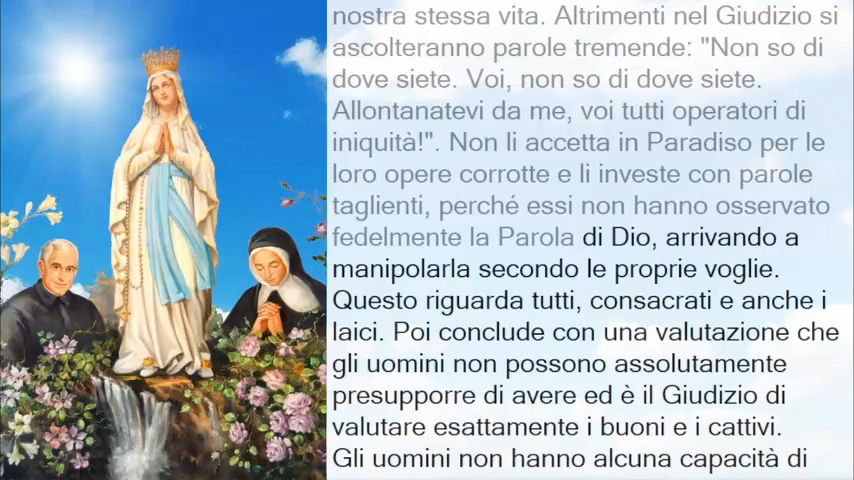 nostra stessa vita. Altrimenti nel Giudizio si
ascolteranno parole tremende: "Non so di
dove siete. Voi, non so di dove siete.
Allontanatevi da me, voi tutti operatori di
iniquità!". Non li accetta in Paradiso per le
loro opere corrotte e li investe con parole
taglienti, perché essi non hanno osservato
fedelmente la Parola di Dio, arrivando a
manipolarla secondo le proprie voglie.
Questo riguarda tutti, consacrati e anche i
laici. Poi conclude con una valutazione che
gli uomini non possono assolutamente
presupporre di avere ed è il Giudizio di
valutare esattamente i buoni e i cattivi.
Gli uomini non hanno alcuna capacità di